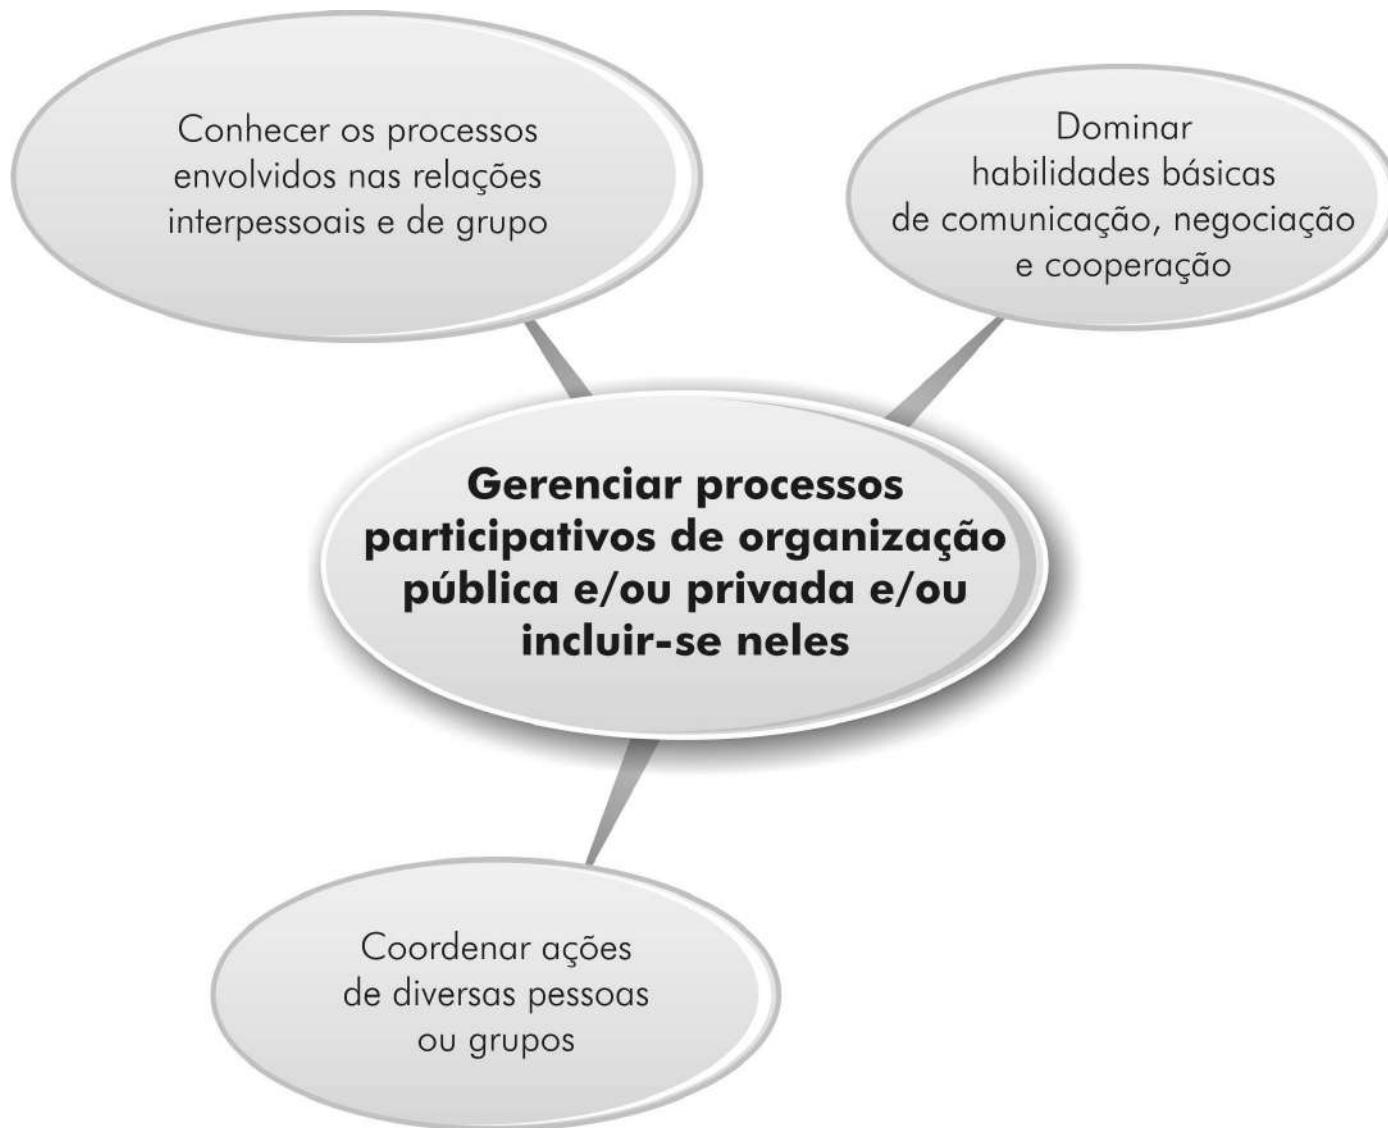 Conhecer os processos
envolvidos nas relações
interpessoais e de grupo
Dominar
habilidades básicas
de comunicação, negociação
e cooperação
Gerenciar processos
participativos de organização
pública e/ou privada e/ou
incluir-se neles
Coordenar ações
de diversas pessoas
ou grupos